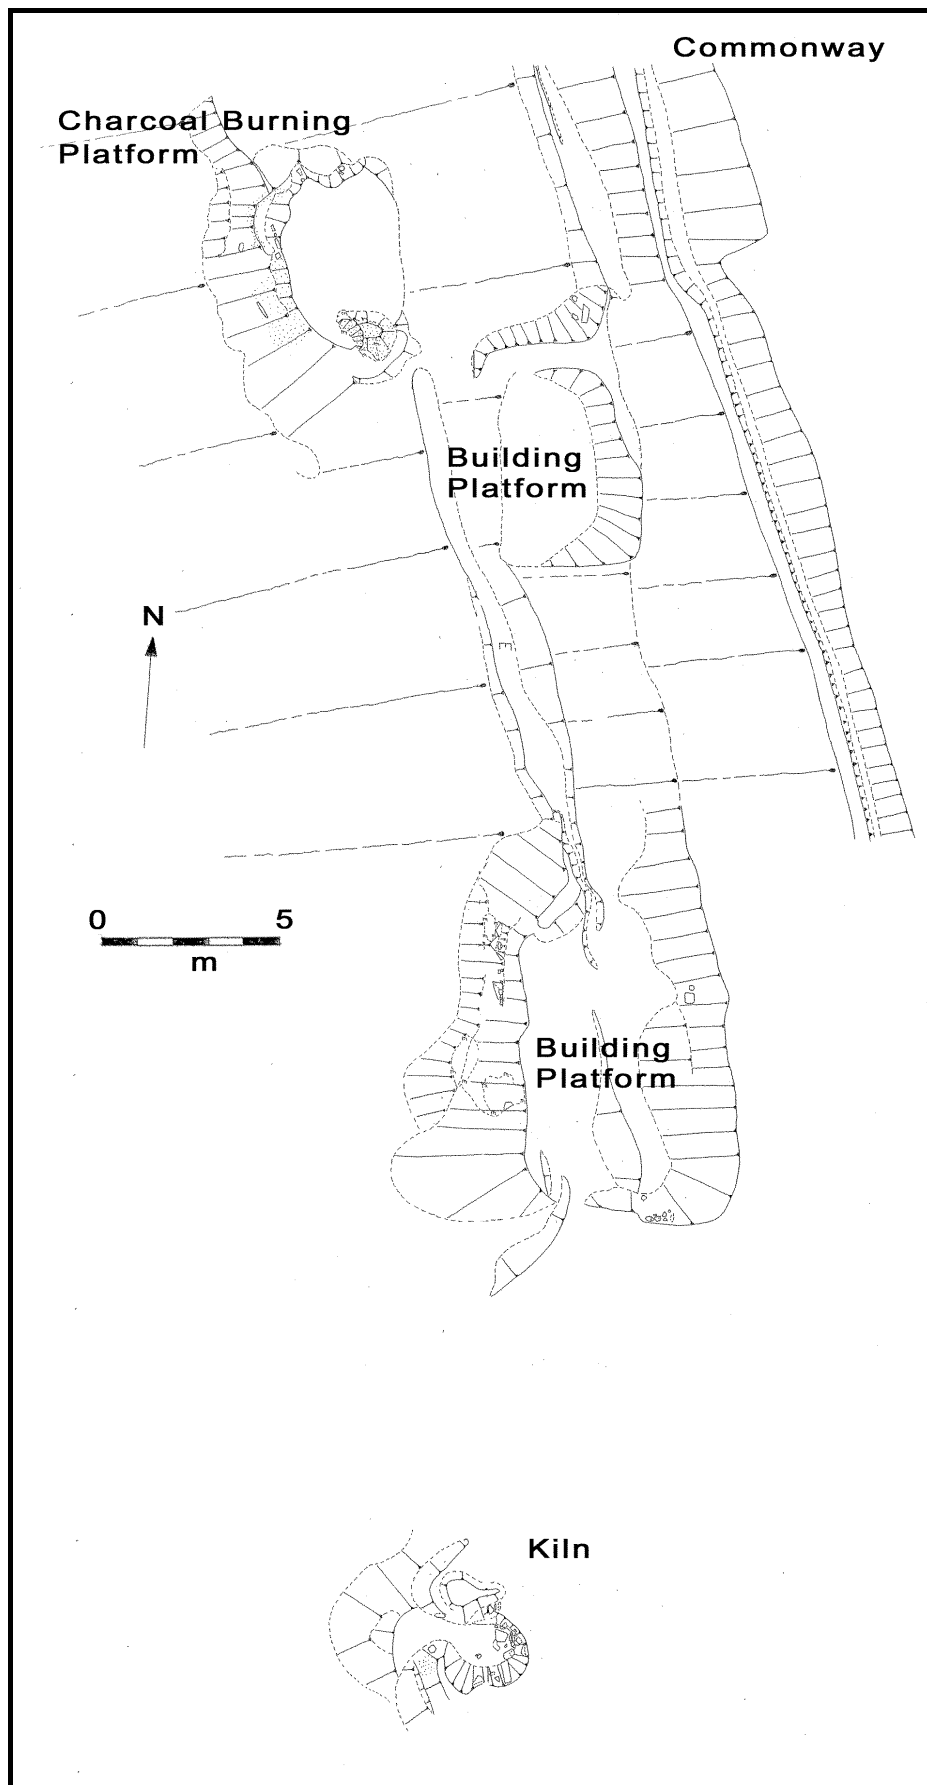 Commonway
Charcoal Burning
Platform
Building
Platform
N
E
0 5
m
Building
Platform
Kiln